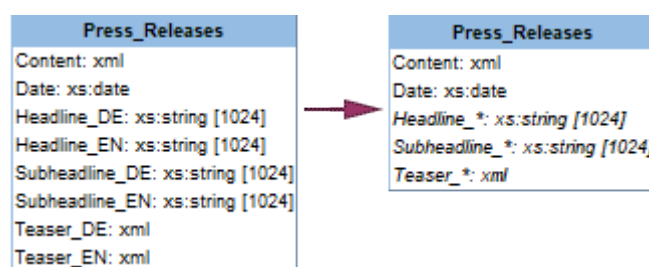 Press_Releases
Content: xml
Date: xs:date
Headline_DE: xs:string [1024]
Headline_EN: xs:string [1024]
Subheadline_DE: xs:string [1024]
Subheadline_EN: xs:string [1024]
Teaser_DE: xml
Teaser_EN: xml
Press_Releases
Content: xml
Date: xs:date
Headline_*: xs:string [1024]
Subheadline_*: xs:string [1024]
Teaser_*: xml